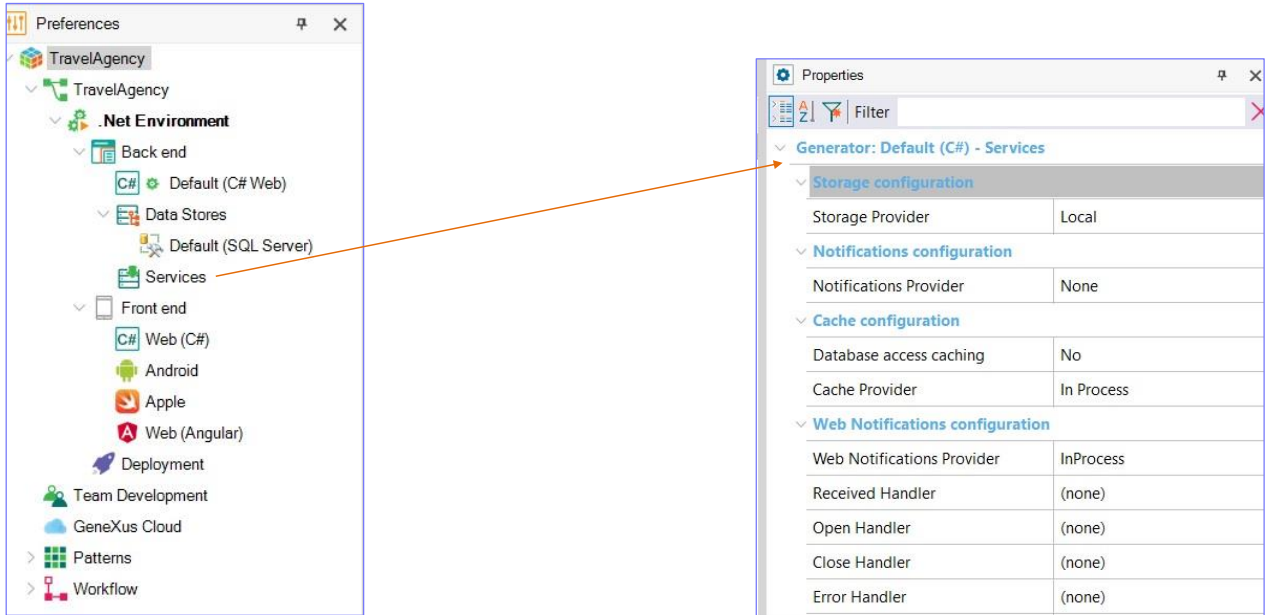 Preferences
TravelAgency
TravelAgency
.Net Environment
Back end
C# Default (C# Web)
Data Stores
Default (SQL Server)
Services
Front end
C# Web (C#)
Android
Apple
A Web (Angular)
Deployment
Team Development
GeneXus Cloud
Patterns
Workflow
Properties
A Z Filter
Generator: Default (C#) - Services
Storage configuration
Storage Provider Local
Notifications configuration
Notifications Provider None
Cache configuration
Database access caching No
Cache Provider In Process
Web Notifications configuration
Web Notifications Provider InProcess
Received Handler (none)
Open Handler (none)
Close Handler (none)
Error Handler (none)